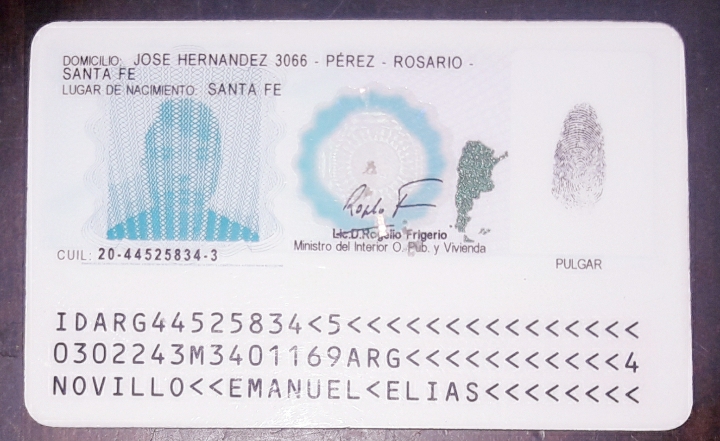 DOMICILIO: JOSE HERNANDEZ 3066 - PÉREZ - ROSARIO -
SANTA FE
LUGAR DE NACIMIENTO: SANTA FE
Lic.D.Rogelio Frigerio
Ministro del Interior O. Pub. y Vivienda
CUIL: 20-44525834-3
PULGAR
IDARG44525834<5<<<<<<<<<<<<<<<
0302243M3401169ARG<<<<<<<<<<<4
NOVILLO<<EMANUEL<ELIAS<<<<<<<<